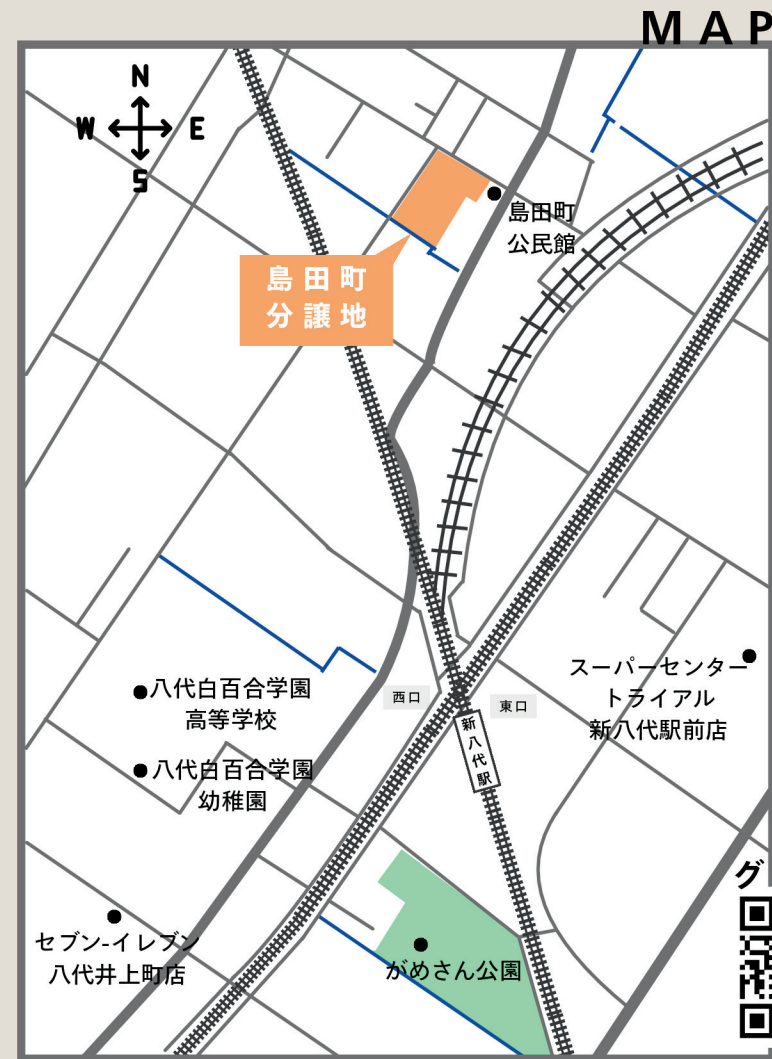 MAP
N
W E
S
島田町
公民館
島田町
分譲地
スーパーセンター
トライアル
新八代駅前店
西口
東口
新八代駅
八代白百合学園
高等学校
八代白百合学園
幼稚園
グ
セブン-イレブン
八代井上町店
がめさん公園